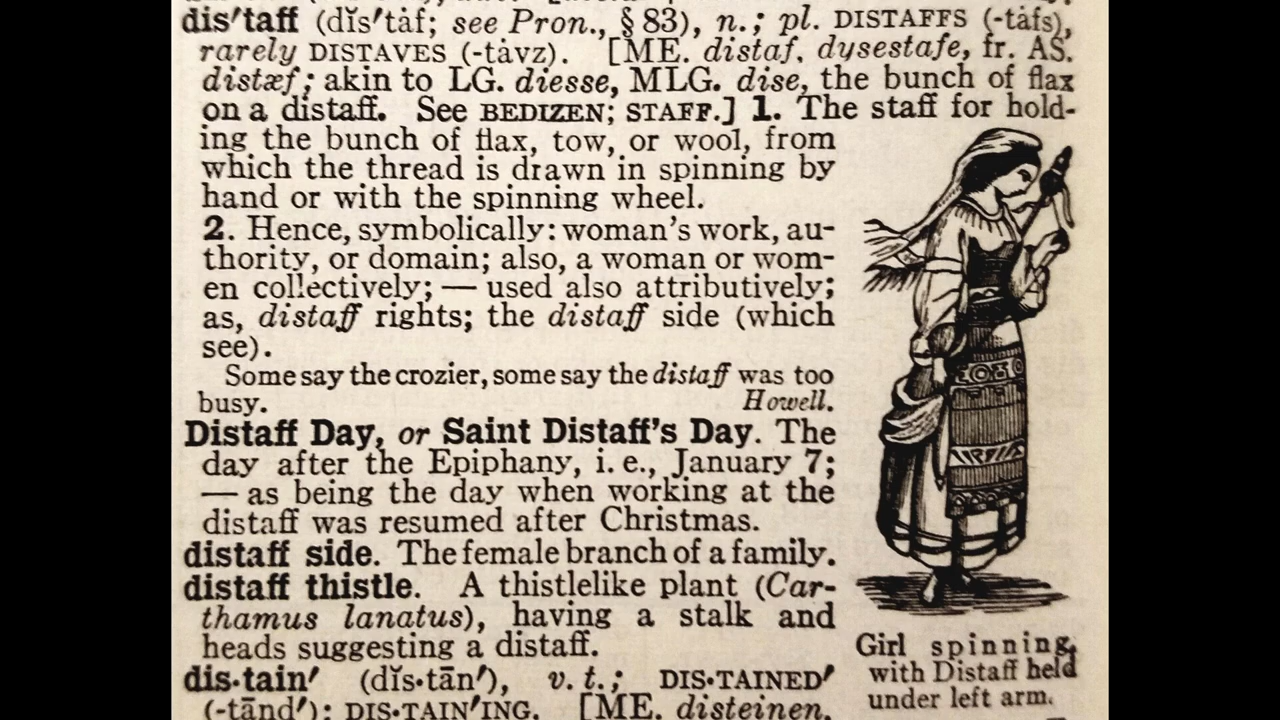 dis′taff (dĭs′tȧf; see Pron., § 83), n.; pl. DISTAFFS (-tȧfs),
rarely DISTAVES (-tȧvz). [ME. distaf, dysestafe, fr. AS.
distæf; akin to LG. diesse, MLG. dise, the bunch of flax
on a distaff. See BEDIZEN; STAFF.] 1. The staff for hold-
ing the bunch of flax, tow, or wool, from
which the thread is drawn in spinning by
hand or with the spinning wheel.
2. Hence, symbolically: woman's work, au-
thority, or domain; also, a woman or wom-
en collectively; — used also attributively;
as, distaff rights; the distaff side (which
see).
Some say the crozier, some say the distaff was too
busy. Howell.
Distaff Day, or Saint Distaff's Day. The
day after the Epiphany, i. e., January 7;
— as being the day when working at the
distaff was resumed after Christmas.
distaff side. The female branch of a family.
distaff thistle. A thistlelike plant (Car-
thamus lanatus), having a stalk and
heads suggesting a distaff.
dis·tain′ (dĭs·tān′), v. t.; DIS·TAINED′
(-tānd′); DIS·TAIN′ING. [ME. disteinen,
Girl spinning,
with Distaff held
under left arm.